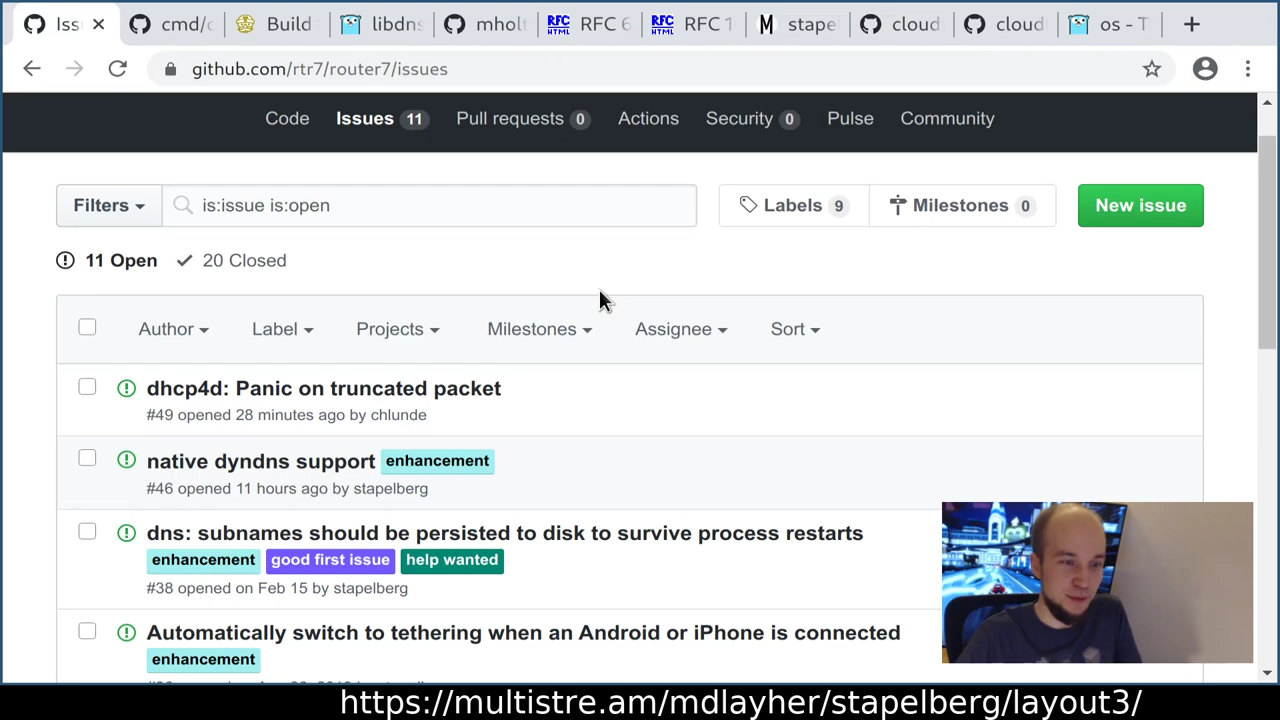 Iss
cmd/
Build
libdns
mholt
RFC 6
RFC 1
stape
cloud
cloud
os - T
github.com/rtr7/router7/issues
Code Issues 11 Pull requests 0 Actions Security 0 Pulse Community
Filters is:issue is:open Labels 9 Milestones 0 New issue
11 Open 20 Closed
Author Label Projects Milestones Assignee Sort
dhcp4d: Panic on truncated packet
#49 opened 28 minutes ago by chlunde
native dyndns support enhancement
#46 opened 11 hours ago by stapelberg
dns: subnames should be persisted to disk to survive process restarts
enhancement good first issue help wanted
#38 opened on Feb 15 by stapelberg
Automatically switch to tethering when an Android or iPhone is connected
enhancement
https://multistre.am/mdlayher/stapelberg/layout3/